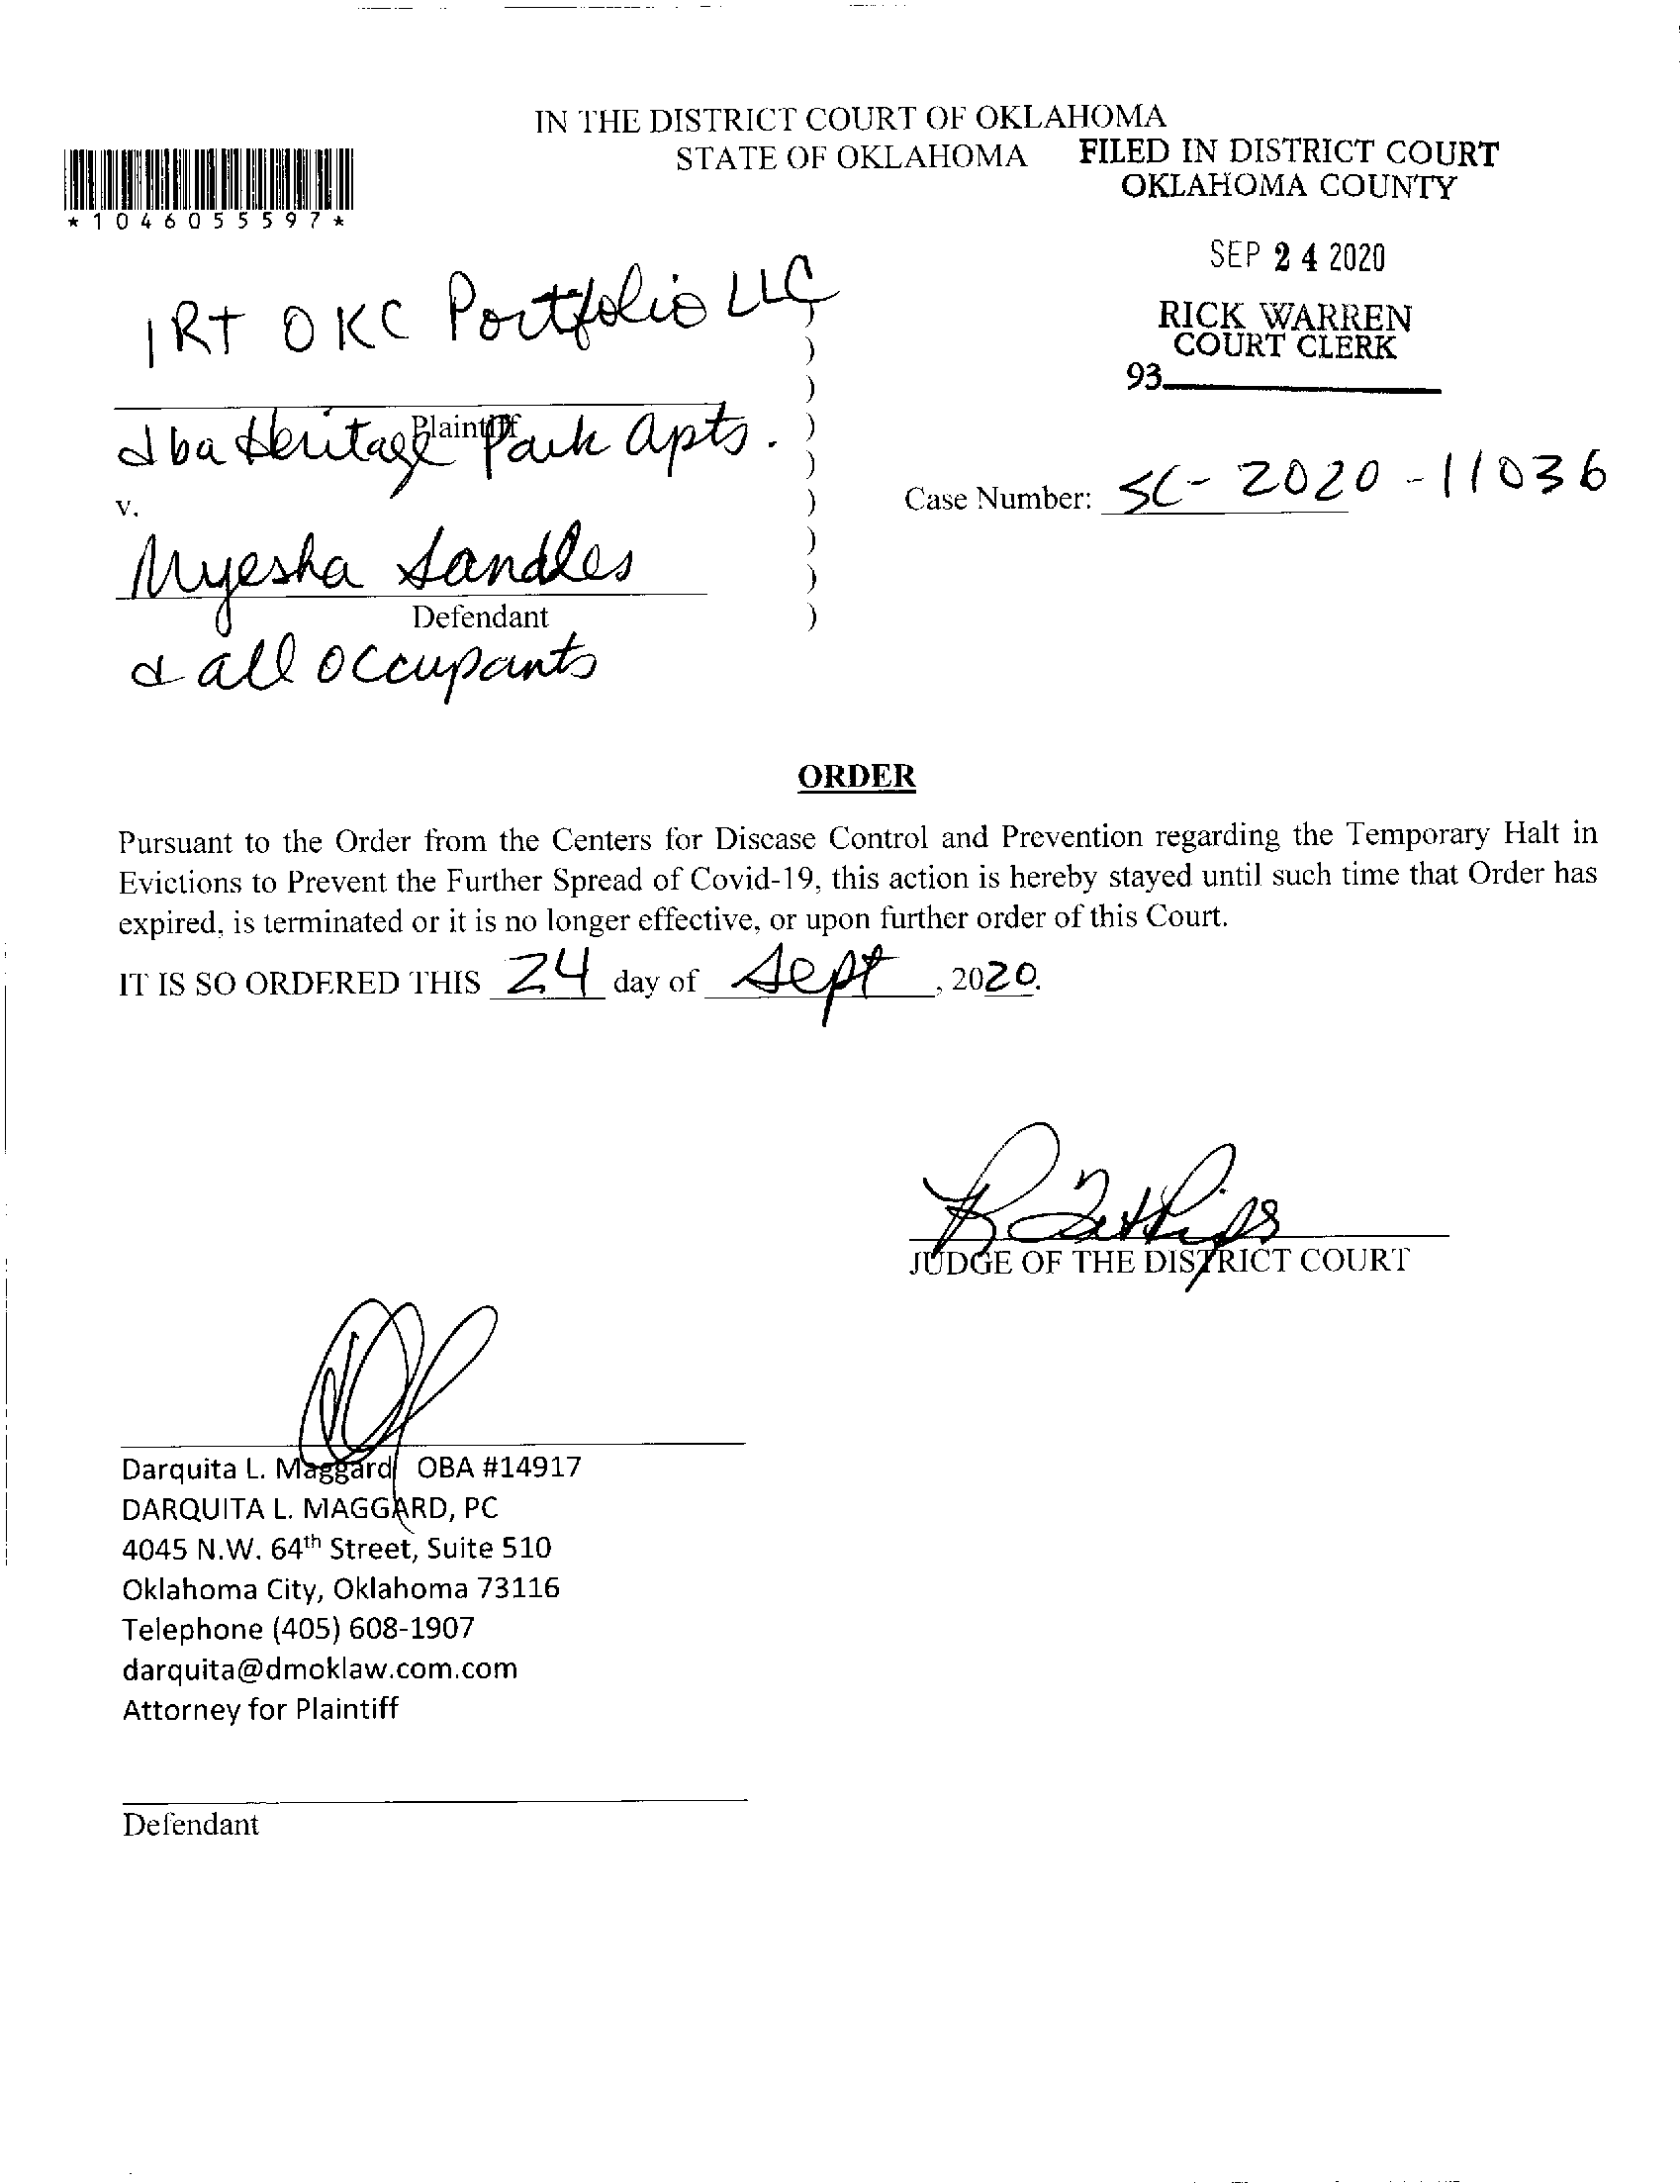 IN THE DISTRICT COURT OF OKLAHOMA
STATE OF OKLAHOMA
FILED IN DISTRICT COURT
OKLAHOMA COUNTY
*1046055597*
SEP 24 2020
RICK WARREN
COURT CLERK
93
IRT OKC Portfolio LLC
)
)
)
Plaintiff
dba Heritage Park Apts.
)
)
v.
)
Case Number: SC-2020-11036
)
Myesha Sandles
)
Defendant
)
& all occupants
ORDER
Pursuant to the Order from the Centers for Disease Control and Prevention regarding the Temporary Halt in
Evictions to Prevent the Further Spread of Covid-19, this action is hereby stayed until such time that Order has
expired, is terminated or it is no longer effective, or upon further order of this Court.
IT IS SO ORDERED THIS 24 day of Sept, 2020.
JUDGE OF THE DISTRICT COURT
Darquita L. Maggard OBA #14917
DARQUITA L. MAGGARD, PC
4045 N.W. 64th Street, Suite 510
Oklahoma City, Oklahoma 73116
Telephone (405) 608-1907
darquita@dmoklaw.com.com
Attorney for Plaintiff
Defendant